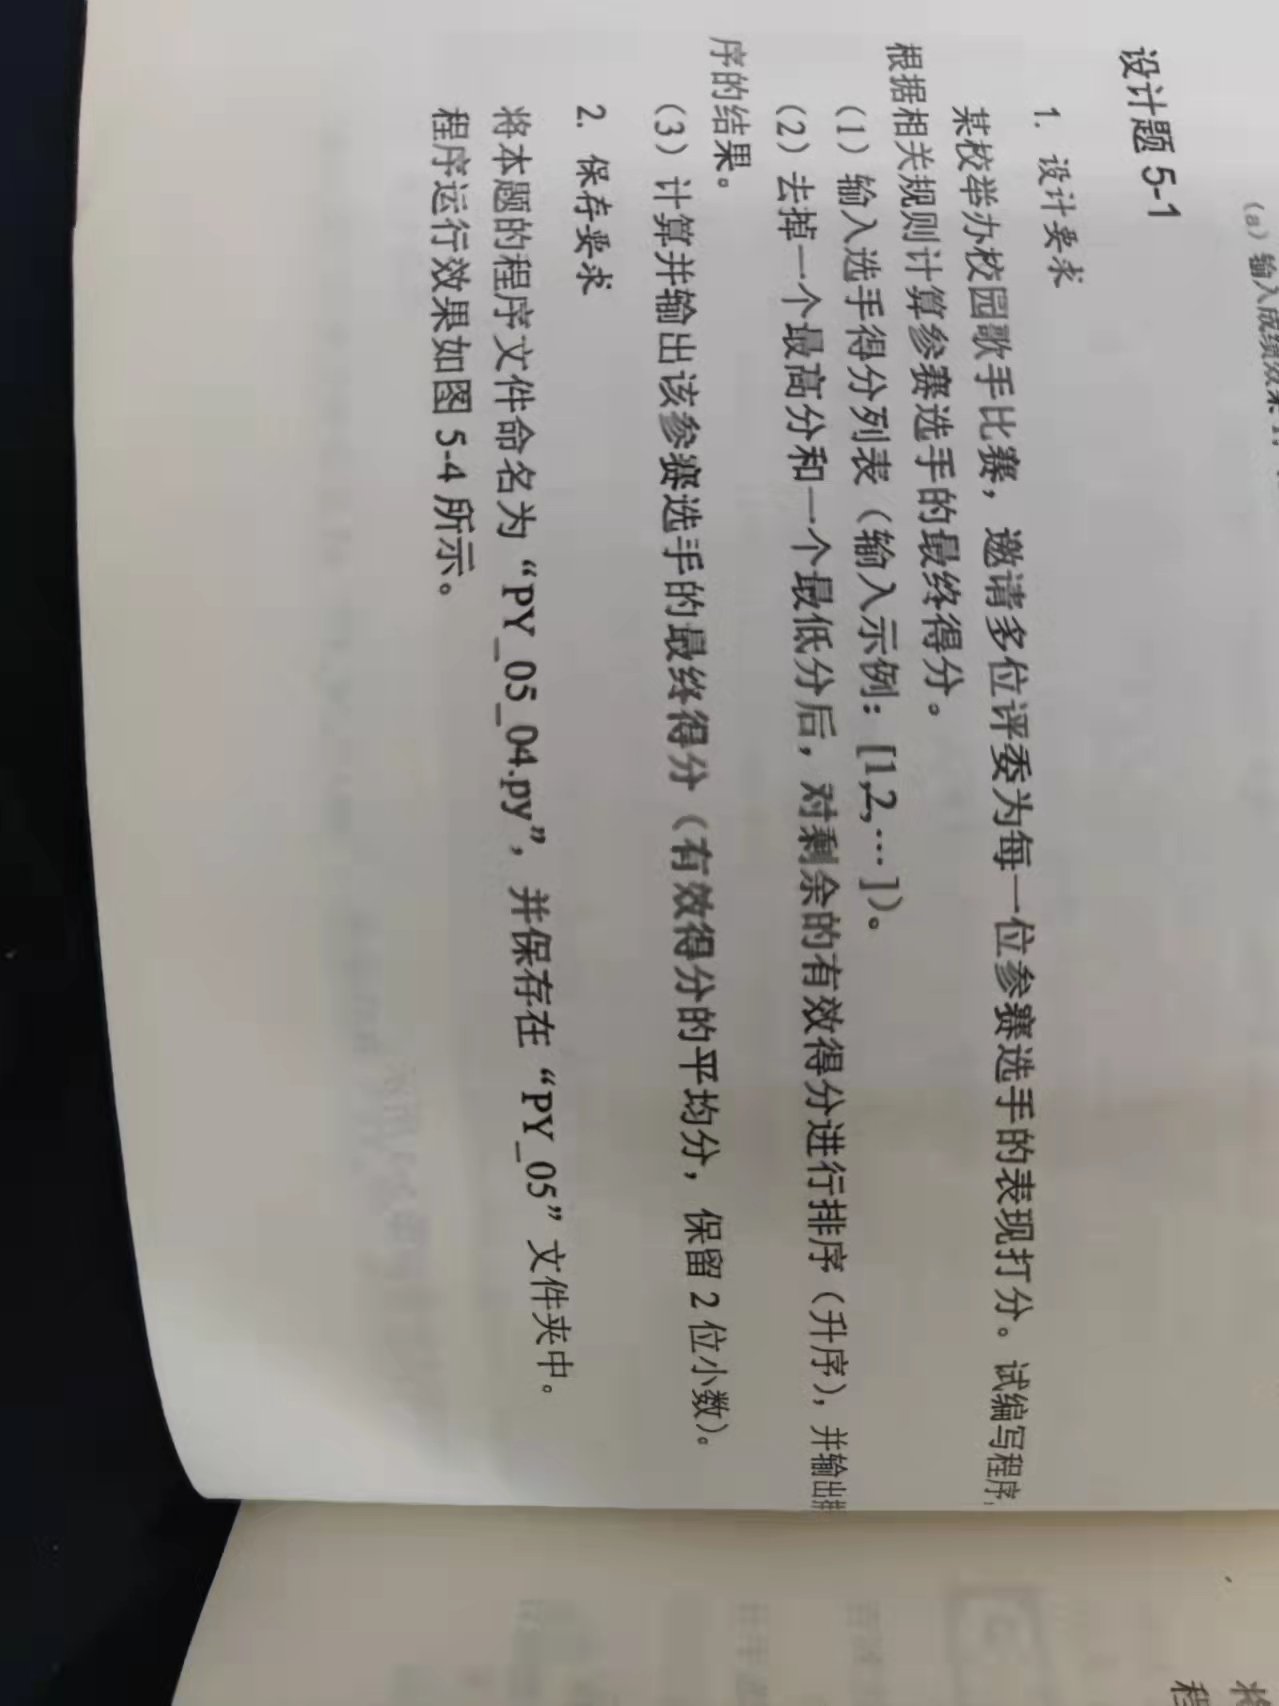 (a) 输入成绩效果
设计题 5-1
1. 设计要求
某校举办校园歌手比赛，邀请多位评委为每一位参赛选手的表现打分。试编写程序，
根据相关规则计算参赛选手的最终得分。
(1) 输入选手得分列表（输入示例：[1,2,…]）。
(2) 去掉一个最高分和一个最低分后，对剩余的有效得分进行排序（升序），并输出
序的结果。
(3) 计算并输出该参赛选手的最终得分（有效得分的平均分，保留 2 位小数）。
2. 保存要求
将本题的程序文件命名为“PY_05_04.py”，并保存在“PY_05”文件夹中。
程序运行效果如图 5-4 所示。